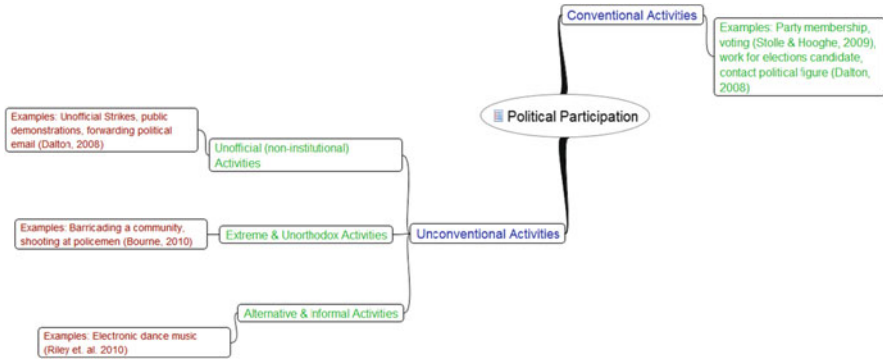 Conventional Activities
Examples: Party membership,
voting (Stolle & Hooghe, 2009),
work for elections candidate,
contact political figure (Dalton,
2008)
Political Participation
Examples: Unofficial Strikes, public
demonstrations, forwarding political
email (Dalton, 2008)
Unofficial (non-institutional)
Activities
Examples: Barricading a community,
shooting at policemen (Bourne, 2010)
Extreme & Unorthodox Activities
Unconventional Activities
Alternative & Informal Activities
Examples: Electronic dance music
(Riley et. al. 2010)